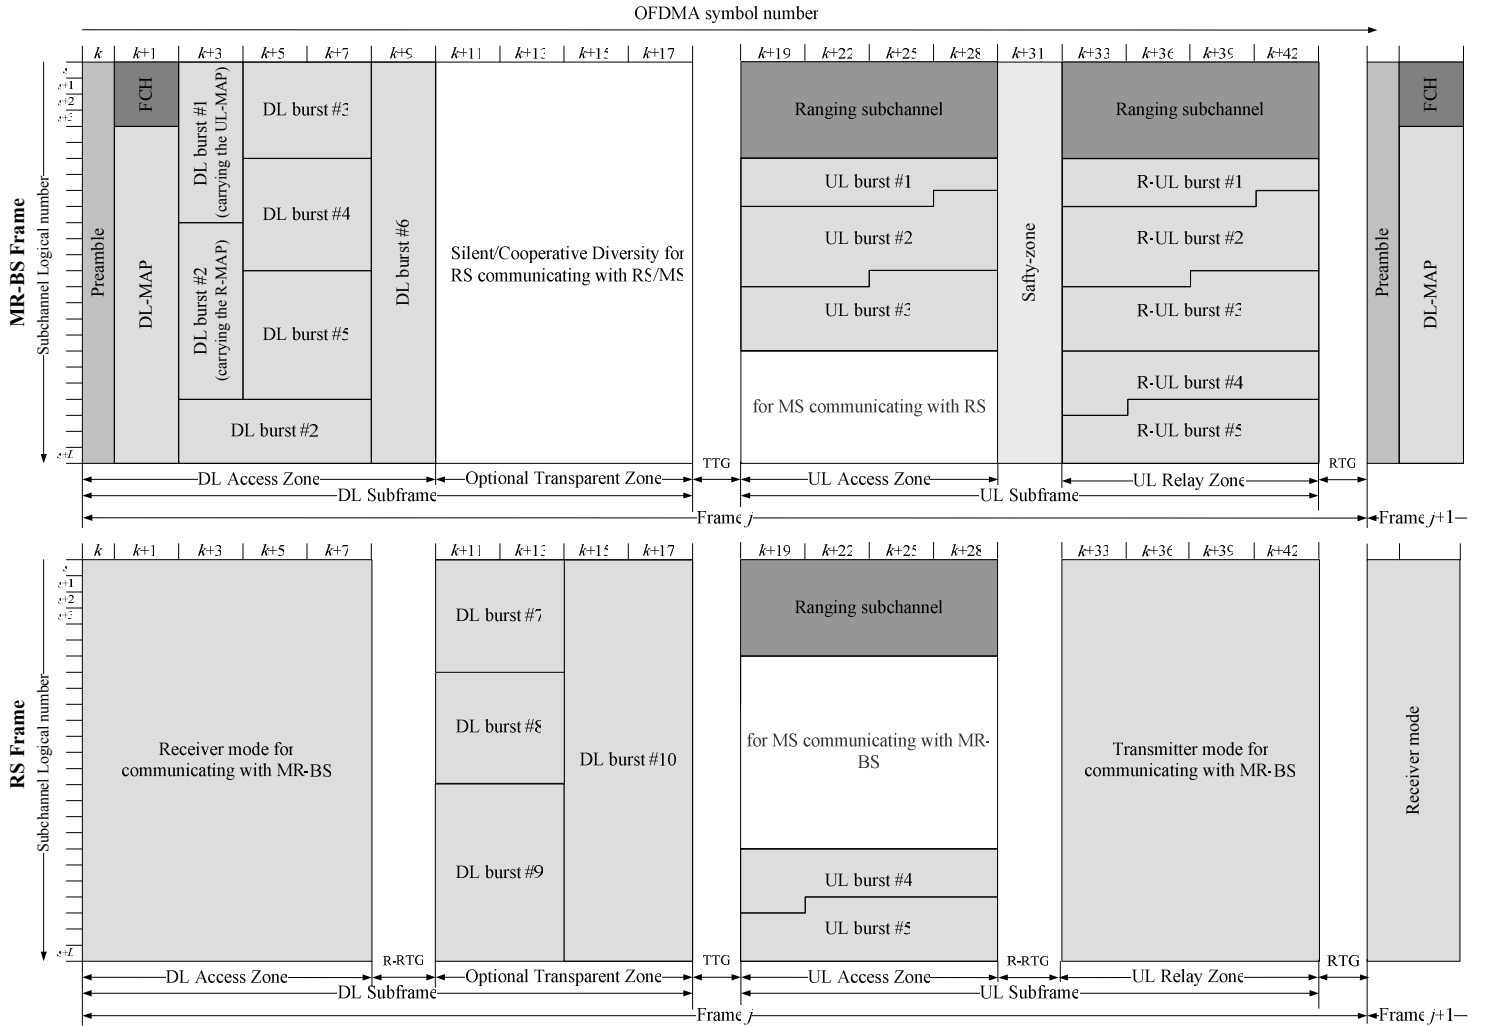 OFDMA symbol number
k k+1 k+3 k+5 k+7 k+9 k+11 k+13 k+15 k+17 k+19 k+22 k+25 k+28 k+31 k+33 k+36 k+39 k+42
MR-BS Frame
Subchannel Logical number
Preamble
FCH
DL-MAP
DL burst #1
(carrying the UL-MAP)
DL burst #2
(carrying the R-MAP)
DL burst #3
DL burst #4
DL burst #5
DL burst #2
DL burst #6
Silent/Cooperative Diversity for
RS communicating with RS/MS
Ranging subchannel
UL burst #1
UL burst #2
UL burst #3
for MS communicating with RS
Safty-zone
Ranging subchannel
R-UL burst #1
R-UL burst #2
R-UL burst #3
R-UL burst #4
R-UL burst #5
Preamble
FCH
DL-MAP
DL Access Zone Optional Transparent Zone TTG UL Access Zone UL Relay Zone RTG
DL Subframe UL Subframe
Frame j Frame j+1
k k+1 k+3 k+5 k+7 k+11 k+13 k+15 k+17 k+19 k+22 k+25 k+28 k+33 k+36 k+39 k+42
RS Frame
Subchannel Logical number
Receiver mode for
communicating with MR-BS
DL burst #7
DL burst #8
DL burst #9
DL burst #10
Ranging subchannel
for MS communicating with MR-
BS
UL burst #4
UL burst #5
Transmitter mode for
communicating with MR-BS
Receiver mode
DL Access Zone R-RTG Optional Transparent Zone TTG UL Access Zone R-RTG UL Relay Zone RTG
DL Subframe UL Subframe
Frame j Frame j+1